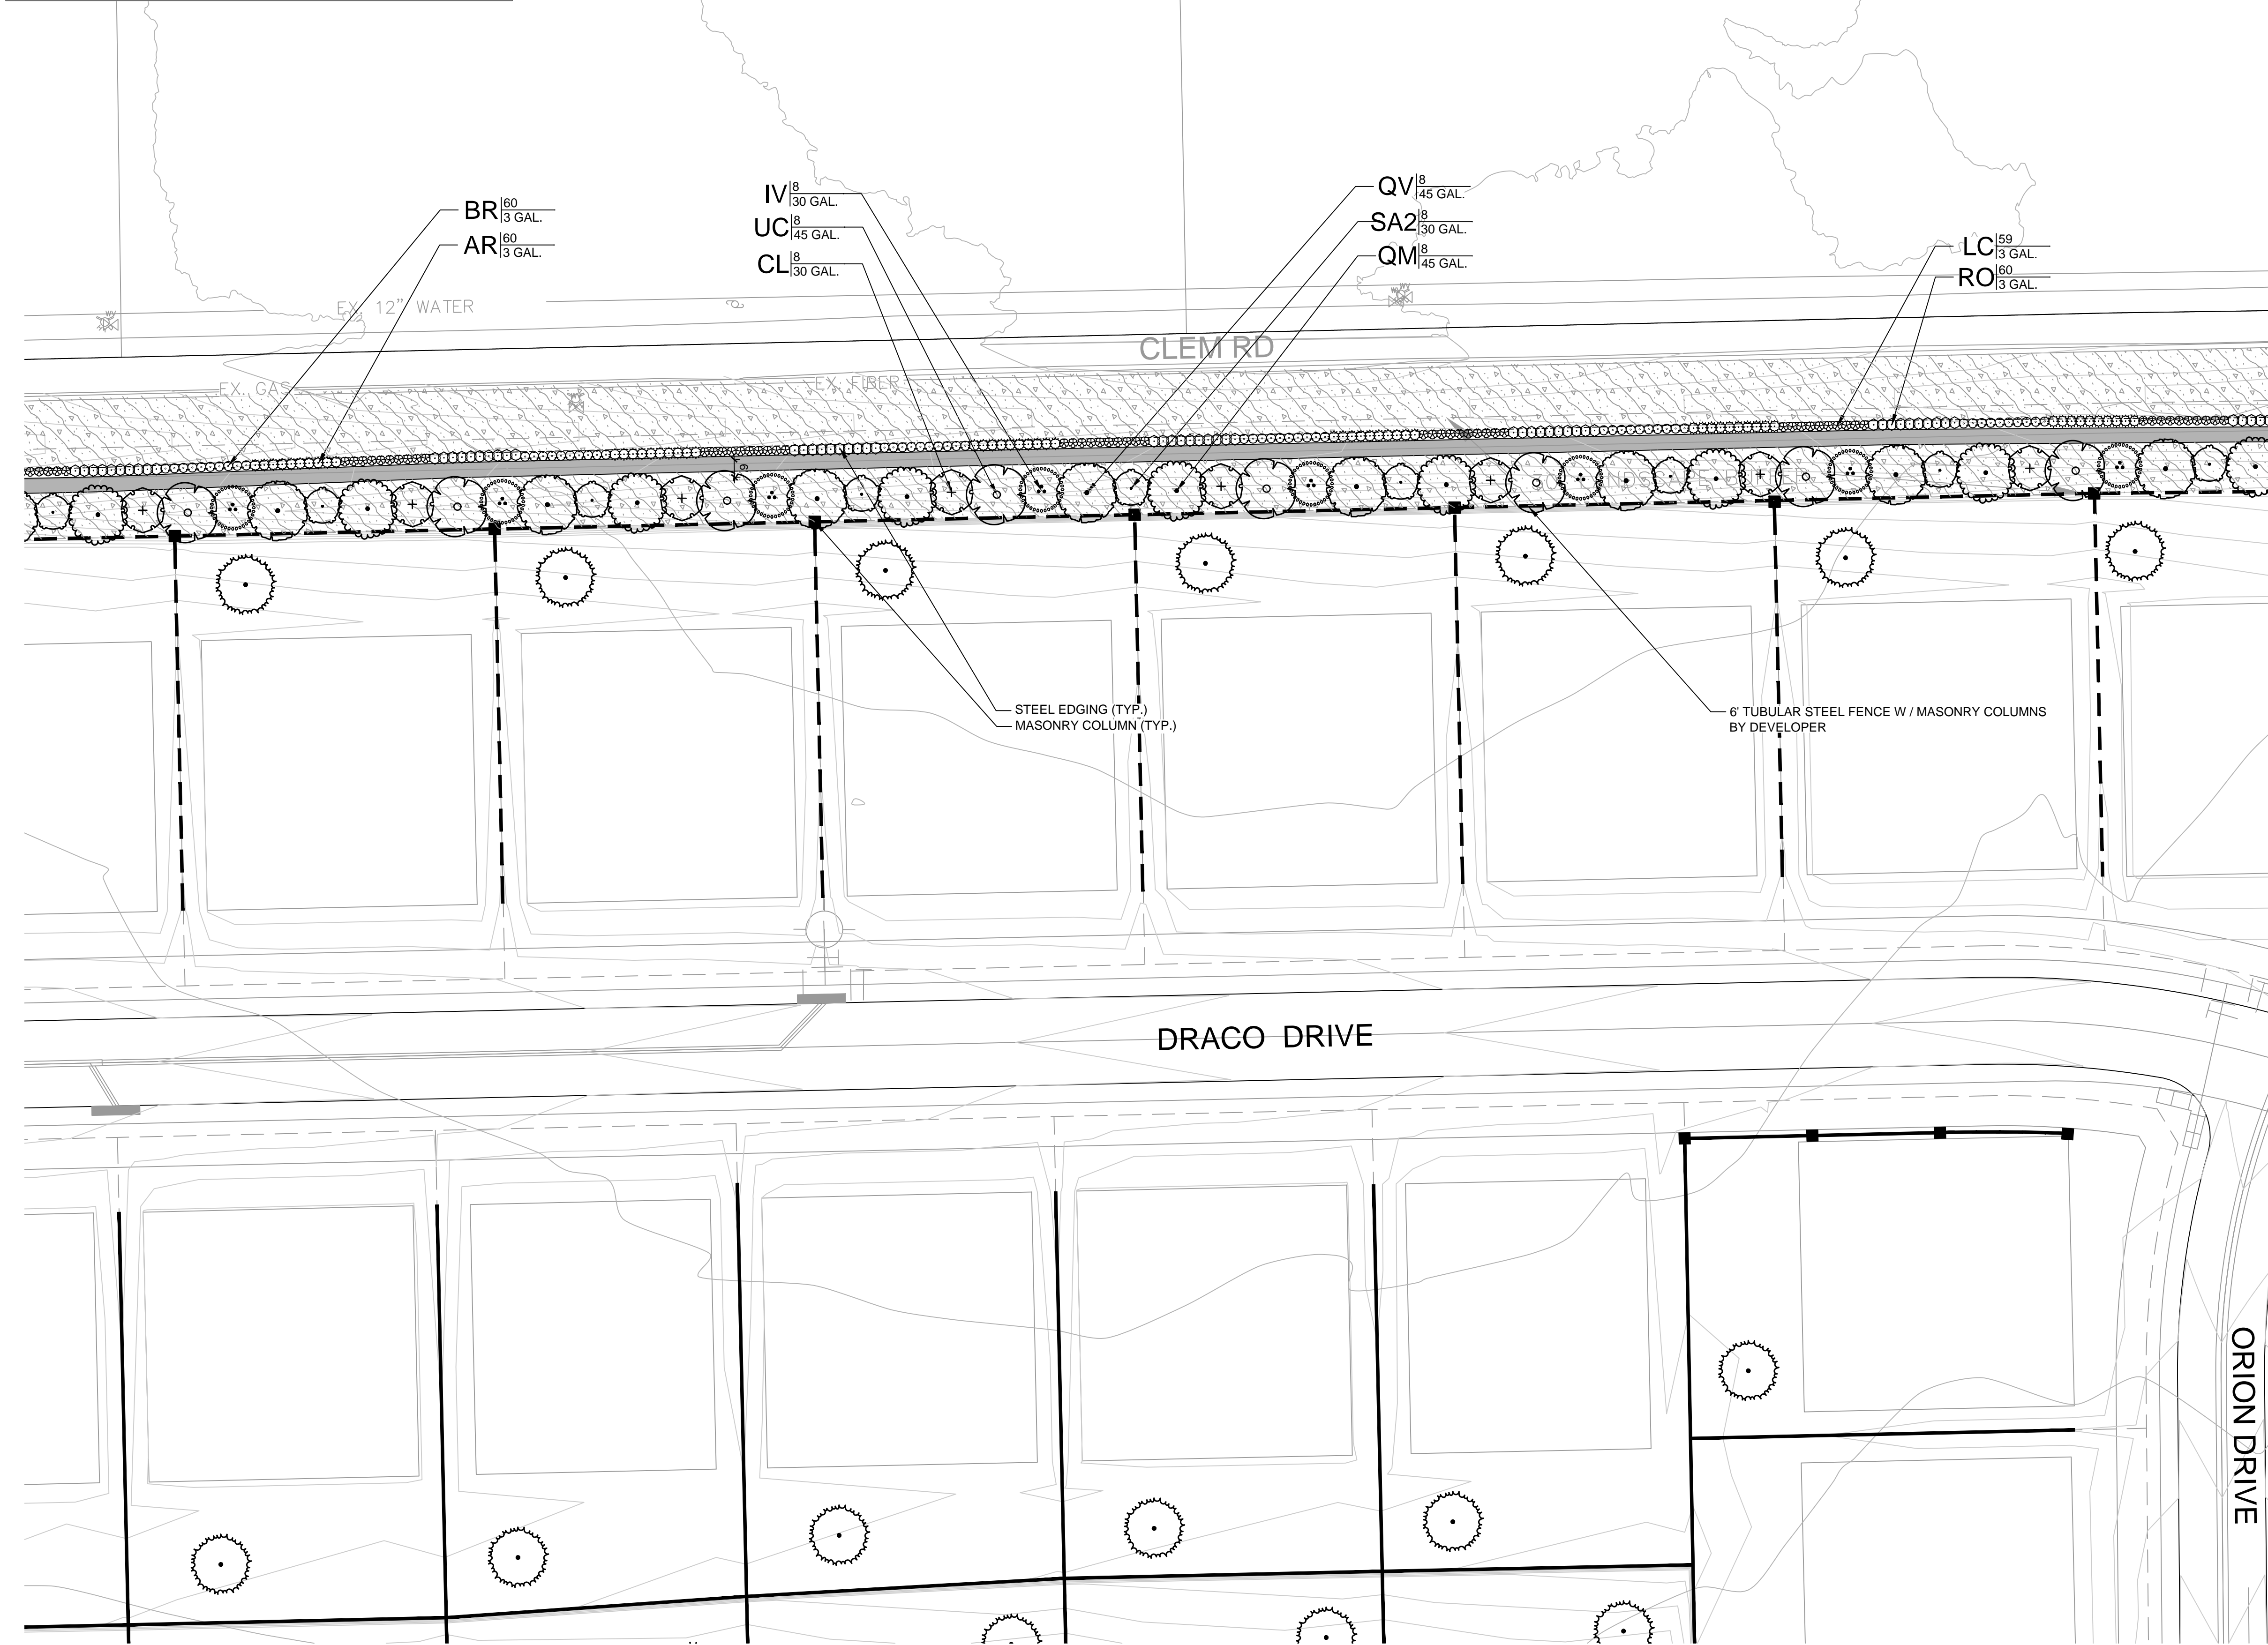 BR 60
3 GAL.
AR 60
3 GAL.
IV 8
30 GAL.
UC 8
45 GAL.
CL 8
30 GAL.
QV 8
45 GAL.
SA2 8
30 GAL.
QM 8
45 GAL.
LC 59
3 GAL.
RO 60
3 GAL.
EX. 12" WATER
WV
WV
CLEM RD
EX. GAS
EX. FIBER
6'
STEEL EDGING (TYP.)
MASONRY COLUMN (TYP.)
6' TUBULAR STEEL FENCE W / MASONRY COLUMNS
BY DEVELOPER
DRACO DRIVE
ORION DRIVE